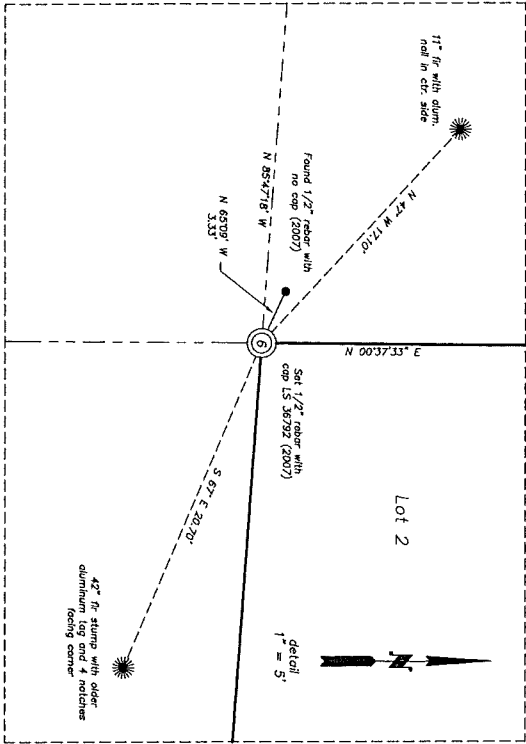 11" fir with alum.
nail in ctr. side
N 47° W 17.10'
Found 1/2" rebar with
no cap (2007)
N 85°47'18" W
N 65°09' W
3.33'
6
N 00°37'33" E
Set 1/2" rebar with
cap LS 36792 (2007)
Lot 2
S 67° E 20.70'
detail
1" = 5'
N
42" fir stump with older
aluminum tag and 4 notches
facing corner